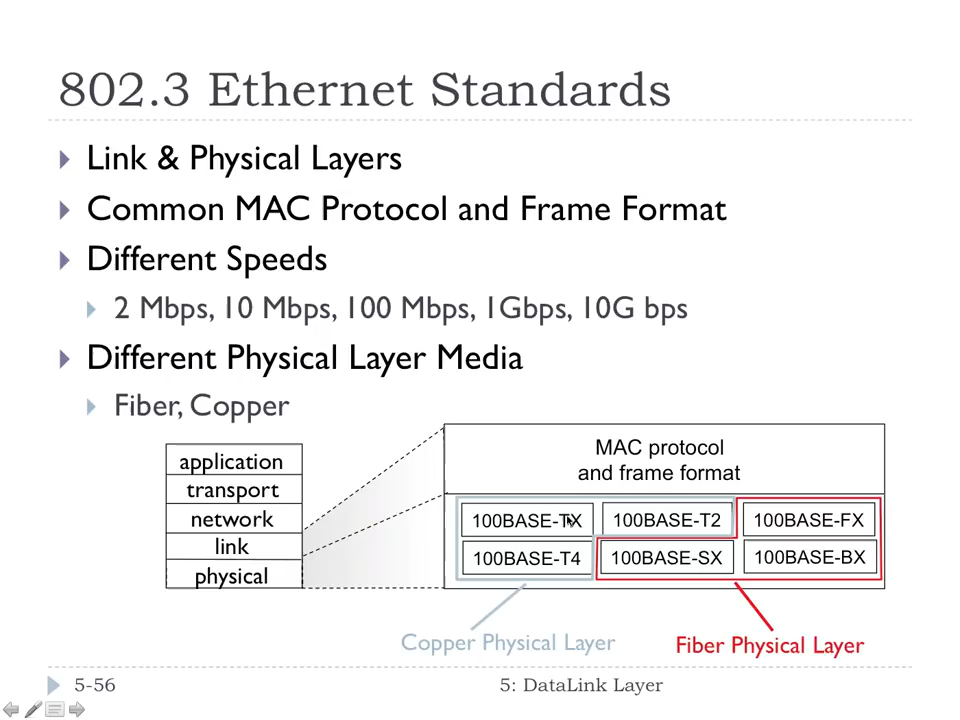 802.3 Ethernet Standards
Link & Physical Layers
Common MAC Protocol and Frame Format
Different Speeds
2 Mbps, 10 Mbps, 100 Mbps, 1Gbps, 10G bps
Different Physical Layer Media
Fiber, Copper
application
transport
network
link
physical
MAC protocol
and frame format
100BASE-TX 100BASE-T2 100BASE-FX
100BASE-T4 100BASE-SX 100BASE-BX
Copper Physical Layer
Fiber Physical Layer
5-56
5: DataLink Layer